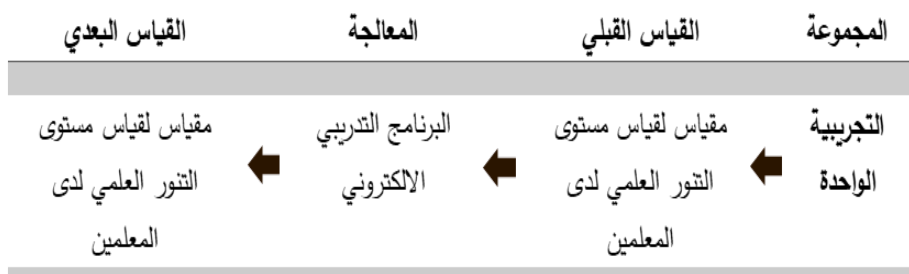 المجموعة القياس القبلي المعالجة القياس البعدي
التجريبية مقياس لقياس مستوى البرنامج التدريبي مقياس لقياس مستوى
الواحدة التنور العلمي لدى الالكتروني التنور العلمي لدى
المعلمين المعلمين